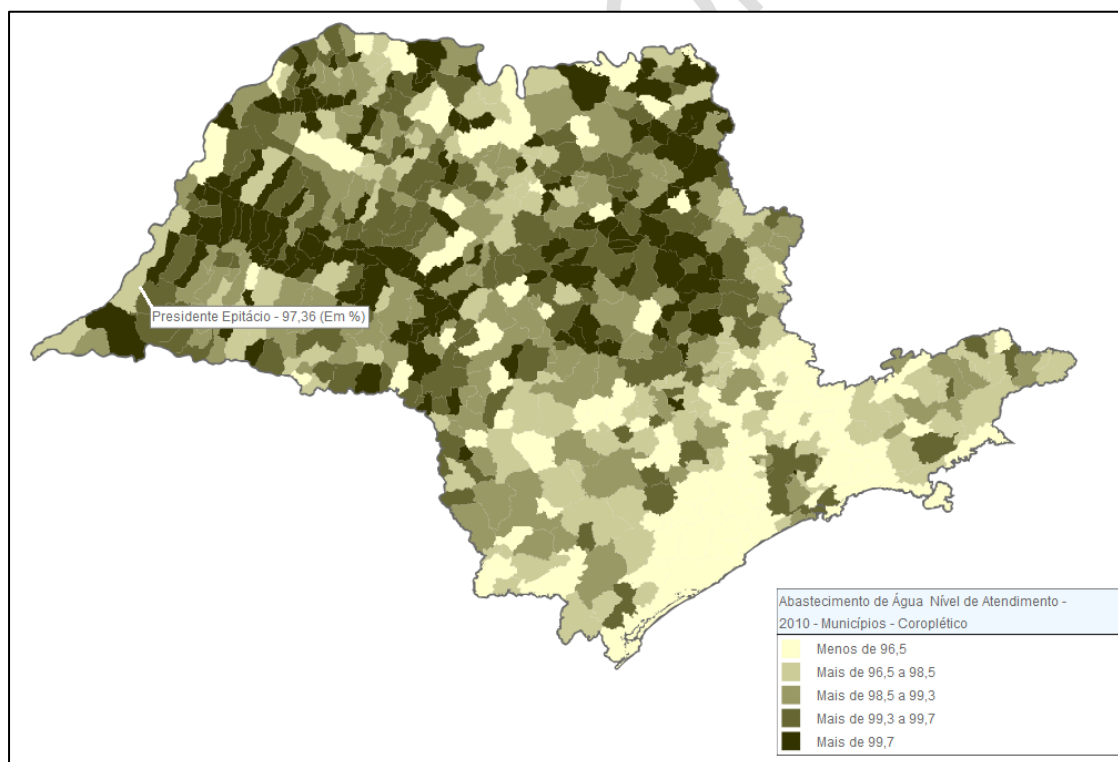 Presidente Epitácio - 97,36 (Em %)
Abastecimento de Água Nível de Atendimento -
2010 - Municípios - Coroplético
Menos de 96,5
Mais de 96,5 a 98,5
Mais de 98,5 a 99,3
Mais de 99,3 a 99,7
Mais de 99,7